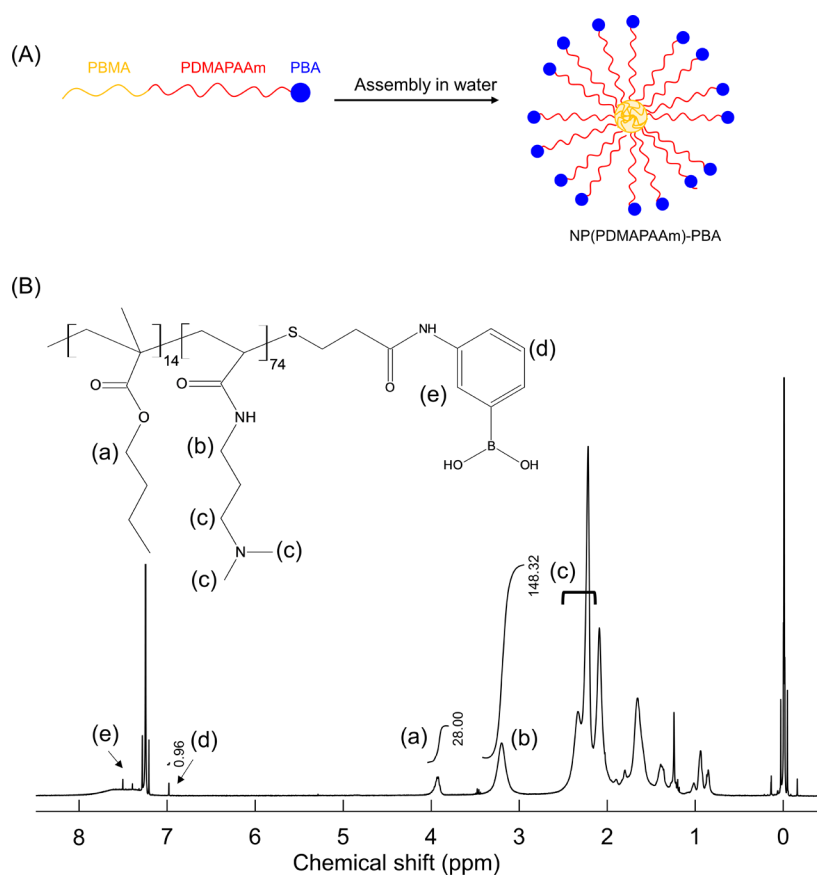 (A)
PBMA PDMAPAAm PBA
Assembly in water
NP(PDMAPAAm)-PBA
(B)
14
74
S
NH
O
O
O
O
NH
N
B
HO
OH
(a)
(b)
(c)
(c)
(c)
(d)
(e)
(e)
0.96
(d)
(a)
28.00
(b)
148.32
(c)
8 7 6 5 4 3 2 1 0
Chemical shift (ppm)